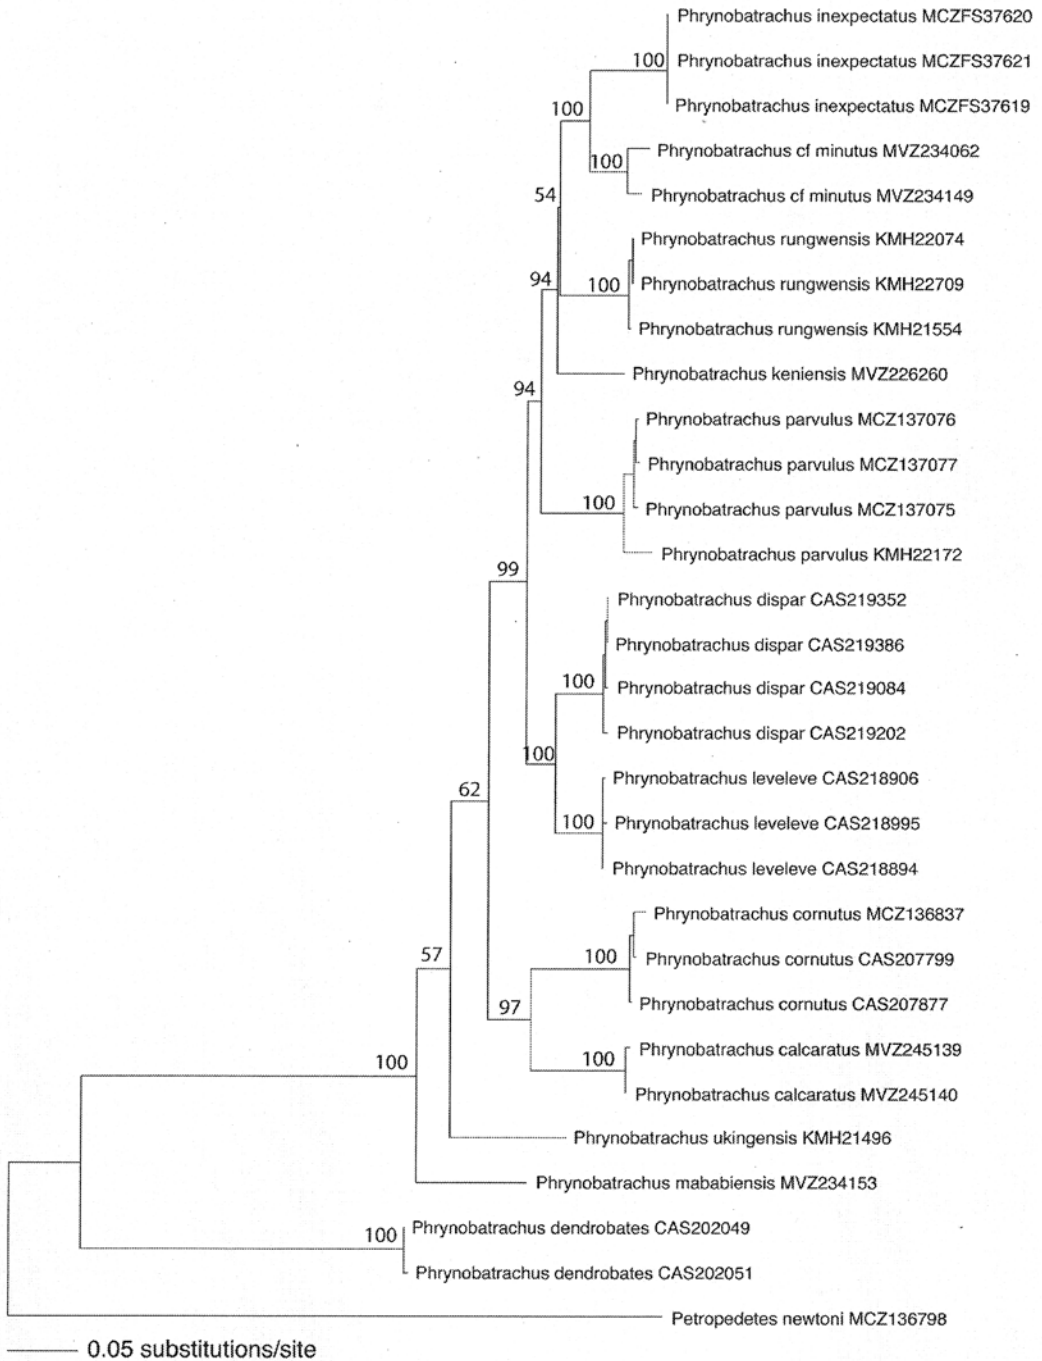 Phrynobatrachus inexpectatus MCZFS37620
100
Phrynobatrachus inexpectatus MCZFS37621
Phrynobatrachus inexpectatus MCZFS37619
100
Phrynobatrachus cf minutus MVZ234062
100
Phrynobatrachus cf minutus MVZ234149
54
Phrynobatrachus rungwensis KMH22074
94
100
Phrynobatrachus rungwensis KMH22709
Phrynobatrachus rungwensis KMH21554
Phrynobatrachus keniensis MVZ226260
94
Phrynobatrachus parvulus MCZ137076
Phrynobatrachus parvulus MCZ137077
100
Phrynobatrachus parvulus MCZ137075
Phrynobatrachus parvulus KMH22172
99
Phrynobatrachus dispar CAS219352
Phrynobatrachus dispar CAS219386
100
Phrynobatrachus dispar CAS219084
Phrynobatrachus dispar CAS219202
100
Phrynobatrachus leveleve CAS218906
62
100
Phrynobatrachus leveleve CAS218995
Phrynobatrachus leveleve CAS218894
Phrynobatrachus cornutus MCZ136837
57
100
Phrynobatrachus cornutus CAS207799
97
Phrynobatrachus cornutus CAS207877
100
100
Phrynobatrachus calcaratus MVZ245139
Phrynobatrachus calcaratus MVZ245140
Phrynobatrachus ukingensis KMH21496
Phrynobatrachus mababiensis MVZ234153
100
Phrynobatrachus dendrobates CAS202049
Phrynobatrachus dendrobates CAS202051
Petropedetes newtoni MCZ136798
0.05 substitutions/site